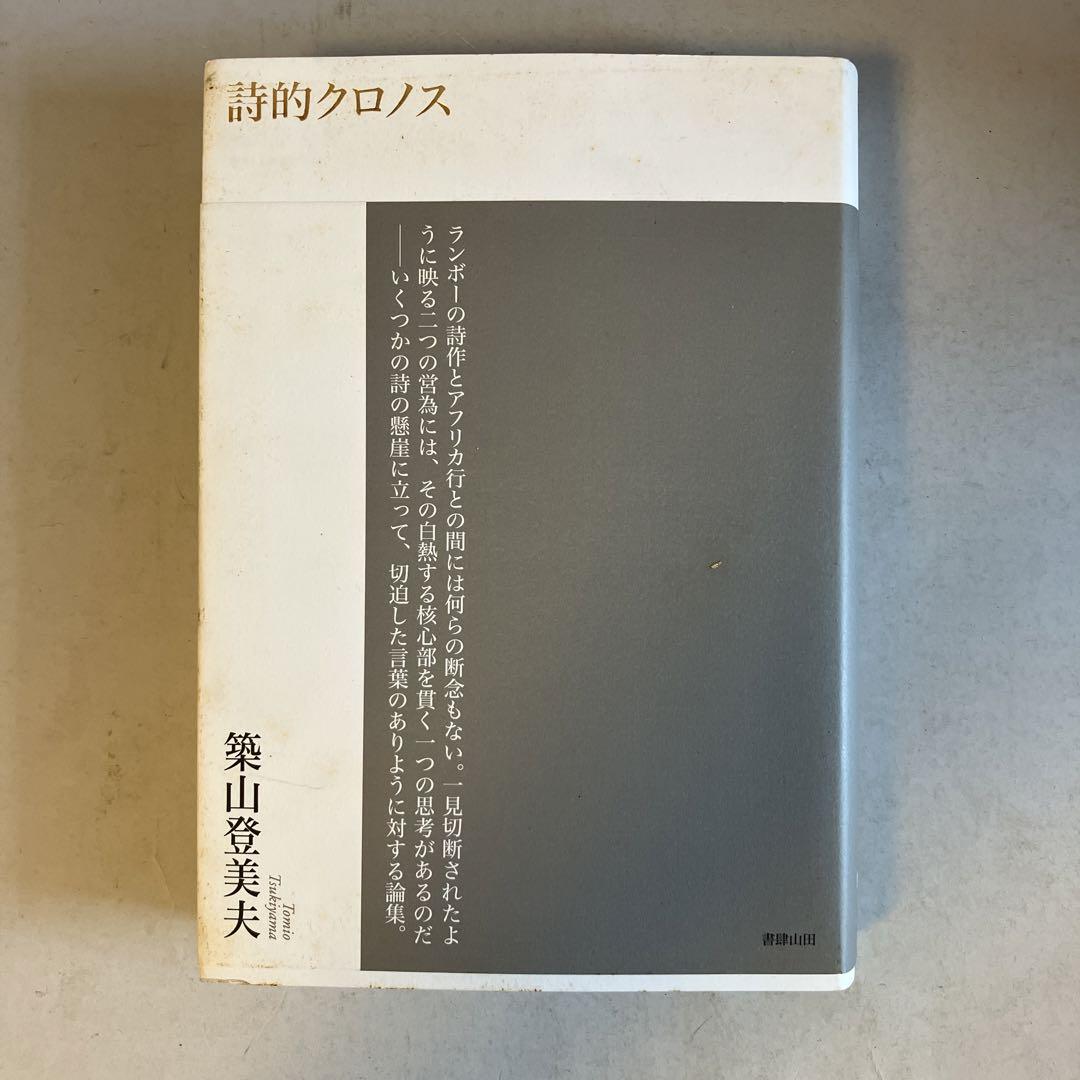 詩的クロノス
ランボーの詩作とアフリカ行との間には何らの断念もない。一見切断されたよ
うに映る二つの営為には、その白熱する核心部を貫く一つの思考があるのだ
――いくつかの詩の懸崖に立って、切迫した言葉のありように対する論集。
築山登美夫
Tomio
Tsukiyama
書肆山田